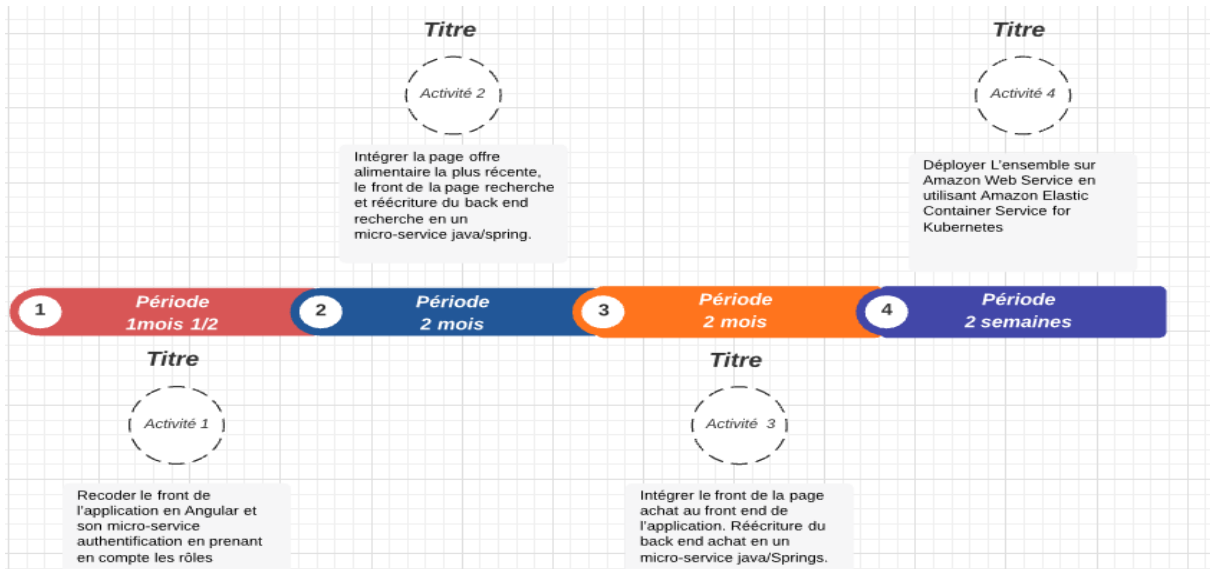 Titre
Activité 2
Intégrer la page offre
alimentaire la plus récente,
le front de la page recherche
et réécriture du back end
recherche en un
micro-service java/spring.
Titre
Activité 4
Déployer L'ensemble sur
Amazon Web Service en
utilisant Amazon Elastic
Container Service for
Kubernetes
1
Période
1mois 1/2
2
Période
2 mois
3
Période
2 mois
4
Période
2 semaines
Titre
Activité 1
Recoder le front de
l'application en Angular et
son micro-service
authentification en prenant
en compte les rôles
Titre
Activité 3
Intégrer le front de la page
achat au front end de
l'application. Réécriture du
back end achat en un
micro-service java/Springs.